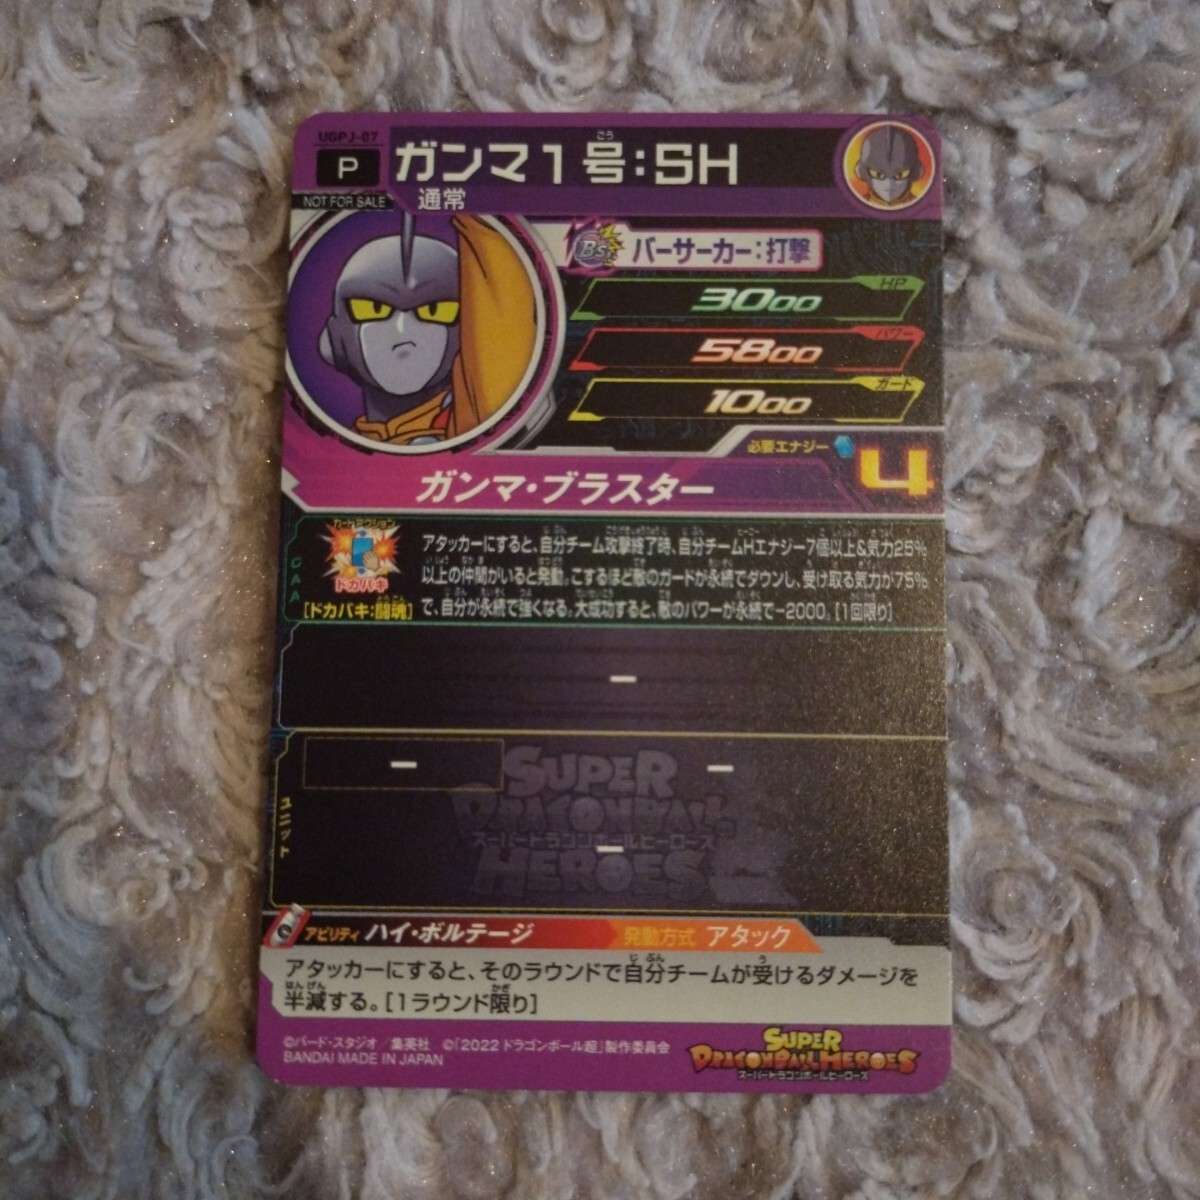 UGPJ-07
P
NOT FOR SALE
ガンマ1号:SH
ごう
通常
Bs バーサーカー:打撃
HP
3000
パワー
5800
ガード
1000
必要エナジー 4
ガンマ・ブラスター
CAA
カードアクション
ドカバキ
[ドカバキ:闘魂]
アタッカーにすると、自分チーム攻撃終了時、自分チームHエナジー7個以上&気力25%
以上の仲間がいると発動。こするほど敵のガードが永続でダウンし、受け取る気力が75%
で、自分が永続で強くなる。大成功すると、敵のパワーが永続で-2000。[1回限り]
ー
ユニット
ー
ー
ー
SUPER
DRAGONBALL
スーパードラゴンボールヒーローズ
HEROES
アビリティ ハイ・ボルテージ 発動方式 アタック
アタッカーにすると、そのラウンドで自分チームが受けるダメージを
半減する。[1ラウンド限り]
©バード・スタジオ/集英社 ©「2022 ドラゴンボール超」製作委員会
BANDAI MADE IN JAPAN
SUPER
DRAGONBALL HEROES
スーパードラゴンボールヒーローズ